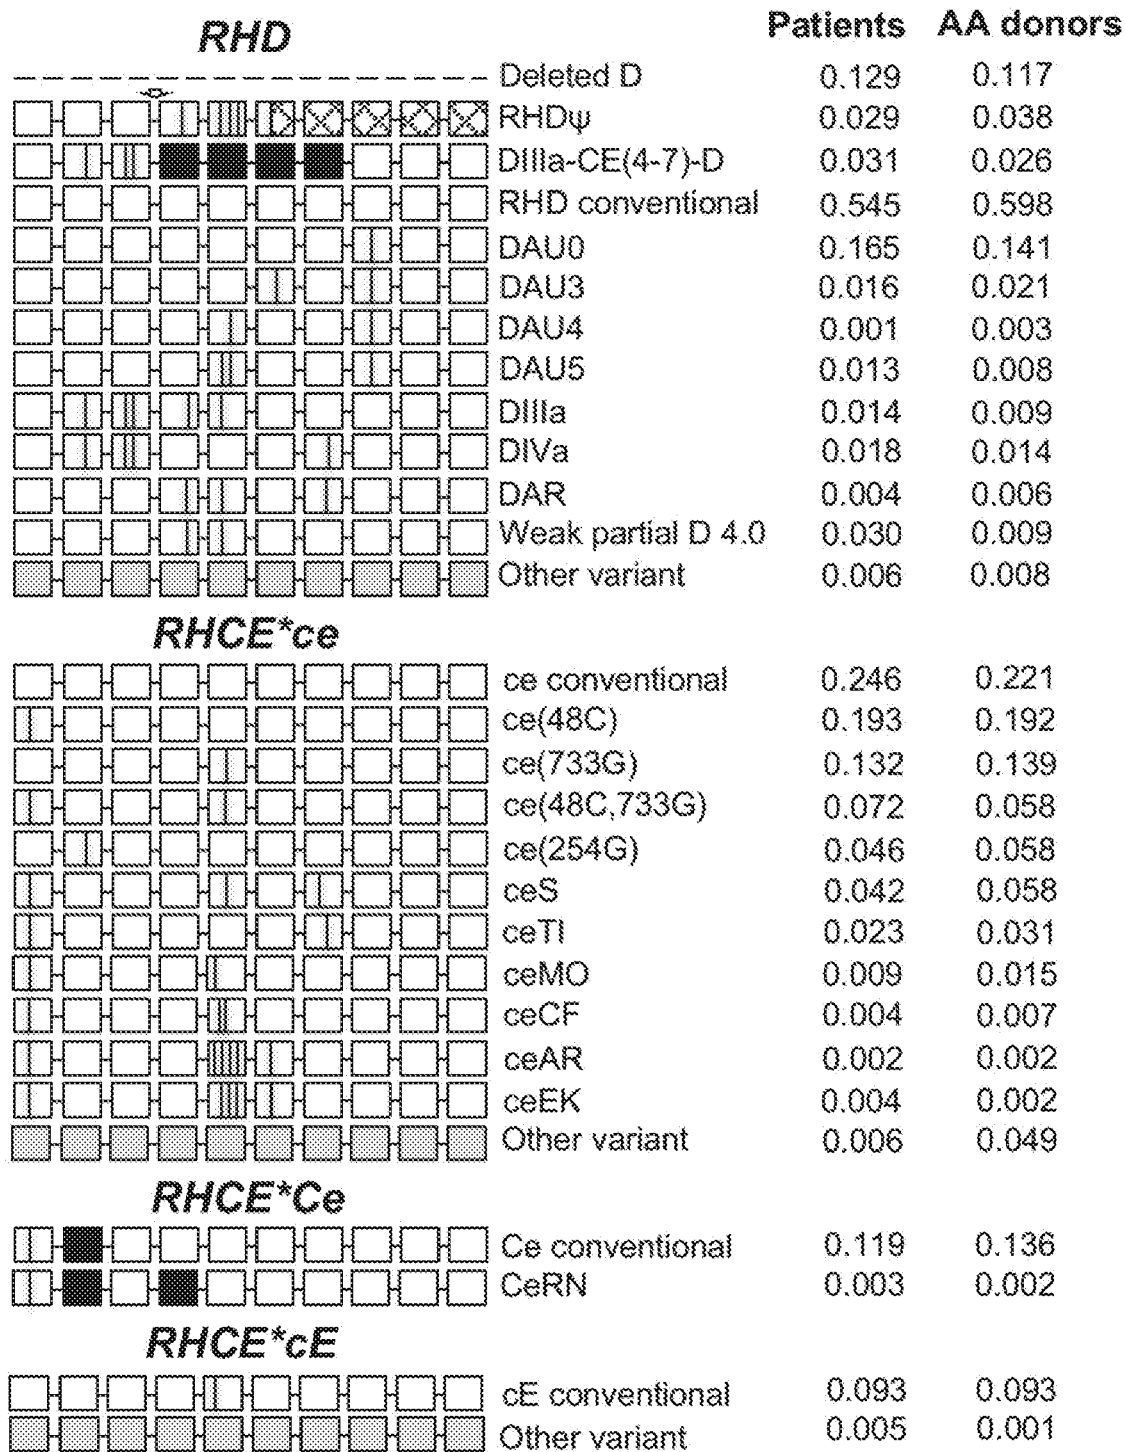 RHD Patients AA donors
Deleted D 0.129 0.117
RHDψ 0.029 0.038
DIIIa-CE(4-7)-D 0.031 0.026
RHD conventional 0.545 0.598
DAU0 0.165 0.141
DAU3 0.016 0.021
DAU4 0.001 0.003
DAU5 0.013 0.008
DIIIa 0.014 0.009
DIVa 0.018 0.014
DAR 0.004 0.006
Weak partial D 4.0 0.030 0.009
Other variant 0.006 0.008
RHCE*ce
ce conventional 0.246 0.221
ce(48C) 0.193 0.192
ce(733G) 0.132 0.139
ce(48C,733G) 0.072 0.058
ce(254G) 0.046 0.058
ceS 0.042 0.058
ceTI 0.023 0.031
ceMO 0.009 0.015
ceCF 0.004 0.007
ceAR 0.002 0.002
ceEK 0.004 0.002
Other variant 0.006 0.049
RHCE*Ce
Ce conventional 0.119 0.136
CeRN 0.003 0.002
RHCE*cE
cE conventional 0.093 0.093
Other variant 0.005 0.001